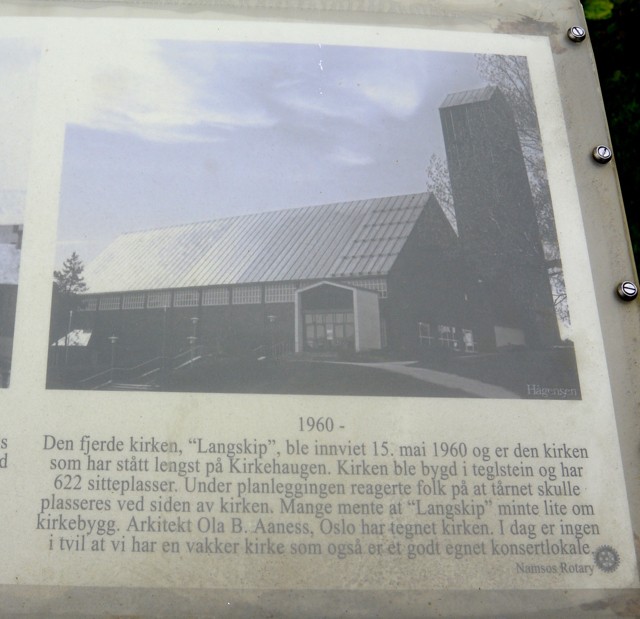 Hågensen
1960 -
Den fjerde kirken, “Langskip”, ble innviet 15. mai 1960 og er den kirken
som har stått lengst på Kirkehaugen. Kirken ble bygd i teglstein og har
622 sitteplasser. Under planleggingen reagerte folk på at tårnet skulle
plasseres ved siden av kirken. Mange mente at “Langskip” minte lite om
kirkebygg. Arkitekt Ola B. Aaness, Oslo har tegnet kirken. I dag er ingen
i tvil at vi har en vakker kirke som også er et godt egnet konsertlokale.
Namsos Rotary